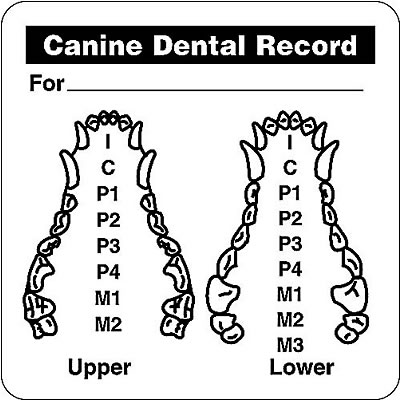 Canine Dental Record
For
I
C
P1
P2
P3
P4
M1
M2
Upper
I
C
P1
P2
P3
P4
M1
M2
M3
Lower